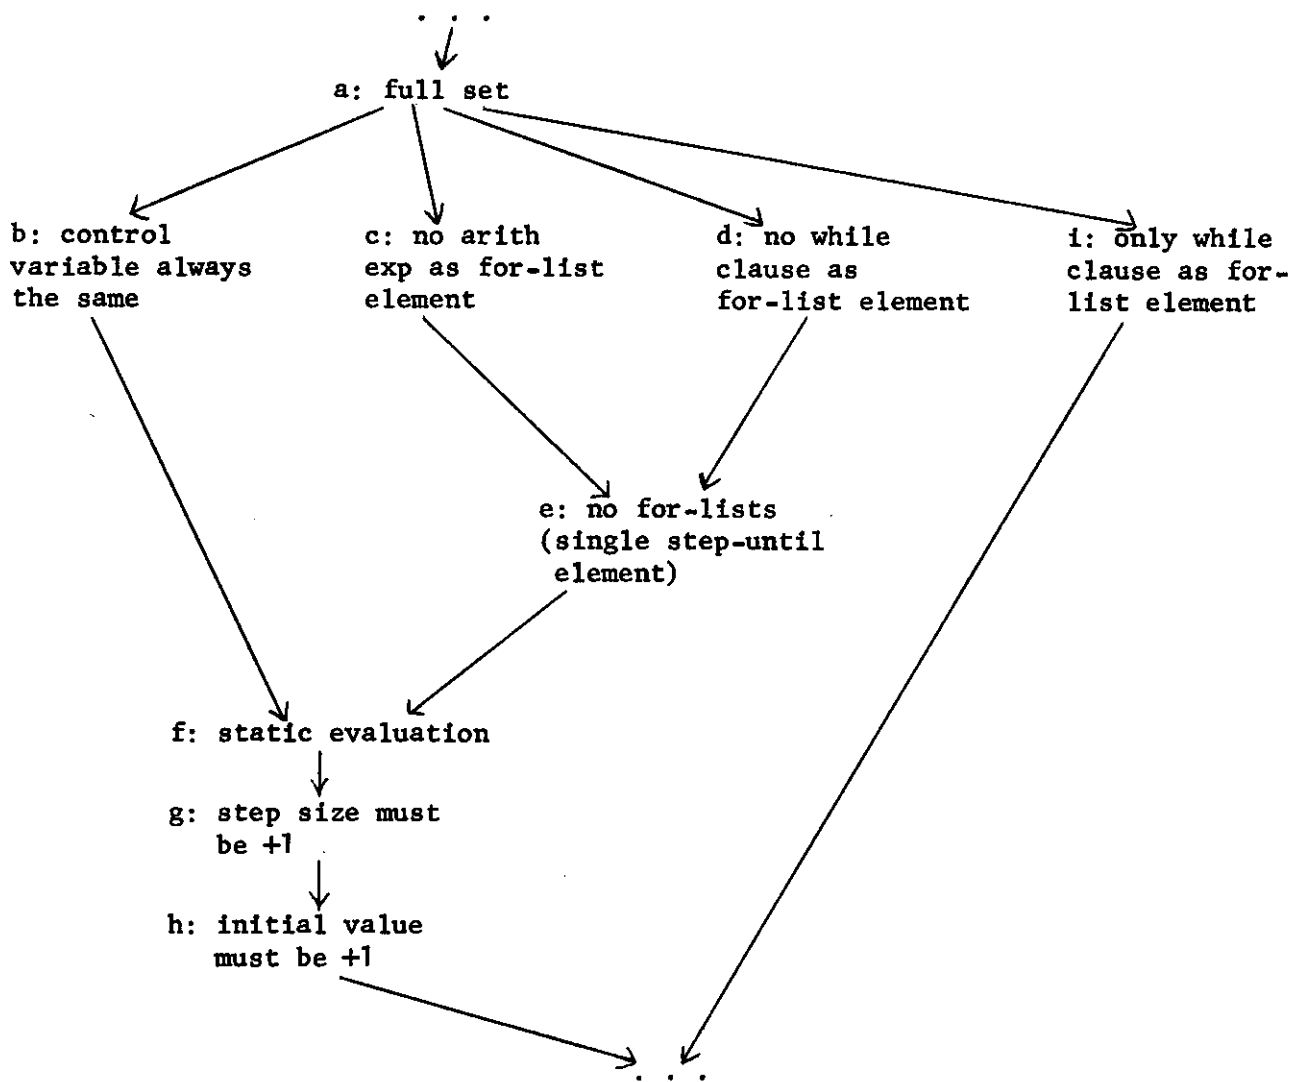 . . .
a: full set
b: control
variable always
the same
c: no arith
exp as for-list
element
d: no while
clause as
for-list element
i: only while
clause as for-
list element
e: no for-lists
(single step-until
element)
f: static evaluation
g: step size must
be +1
h: initial value
must be +1
. . .